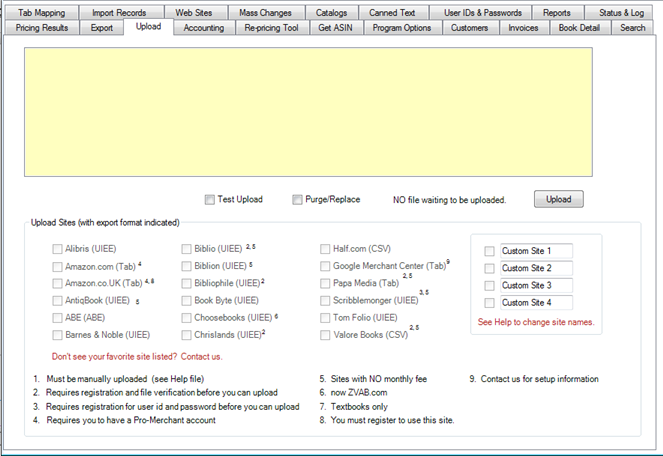 Tab Mapping Import Records Web Sites Mass Changes Catalogs Canned Text User IDs & Passwords Reports Status & Log
Pricing Results Export Upload Accounting Re-pricing Tool Get ASIN Program Options Customers Invoices Book Detail Search
Test Upload Purge/Replace NO file waiting to be uploaded. Upload
Upload Sites (with export format indicated)
Alibris (UIEE) Biblio (UIEE) 2, 5 Half.com (CSV) Custom Site 1
Amazon.com (Tab) 4 Biblion (UIEE) 5 Google Merchant Center (Tab) 9 Custom Site 2
Amazon.co.UK (Tab) 4, 8 Bibliophile (UIEE) 2 Papa Media (Tab) 2, 5 Custom Site 3
AntiqBook (UIEE) 5 Book Byte (UIEE) Scribblemonger (UIEE) 3, 5 Custom Site 4
ABE (ABE) Choosebooks (UIEE) 6 Tom Folio (UIEE) See Help to change site names.
Barnes & Noble (UIEE) Chrislands (UIEE) 2 Valore Books (CSV) 2, 5
Don't see your favorite site listed? Contact us.
1. Must be manually uploaded (see Help file) 5. Sites with NO monthly fee 9. Contact us for setup information
2. Requires registration and file verification before you can upload 6. now ZVAB.com
3. Requires registration for user id and password before you can upload 7. Textbooks only
4. Requires you to have a Pro-Merchant account 8. You must register to use this site.